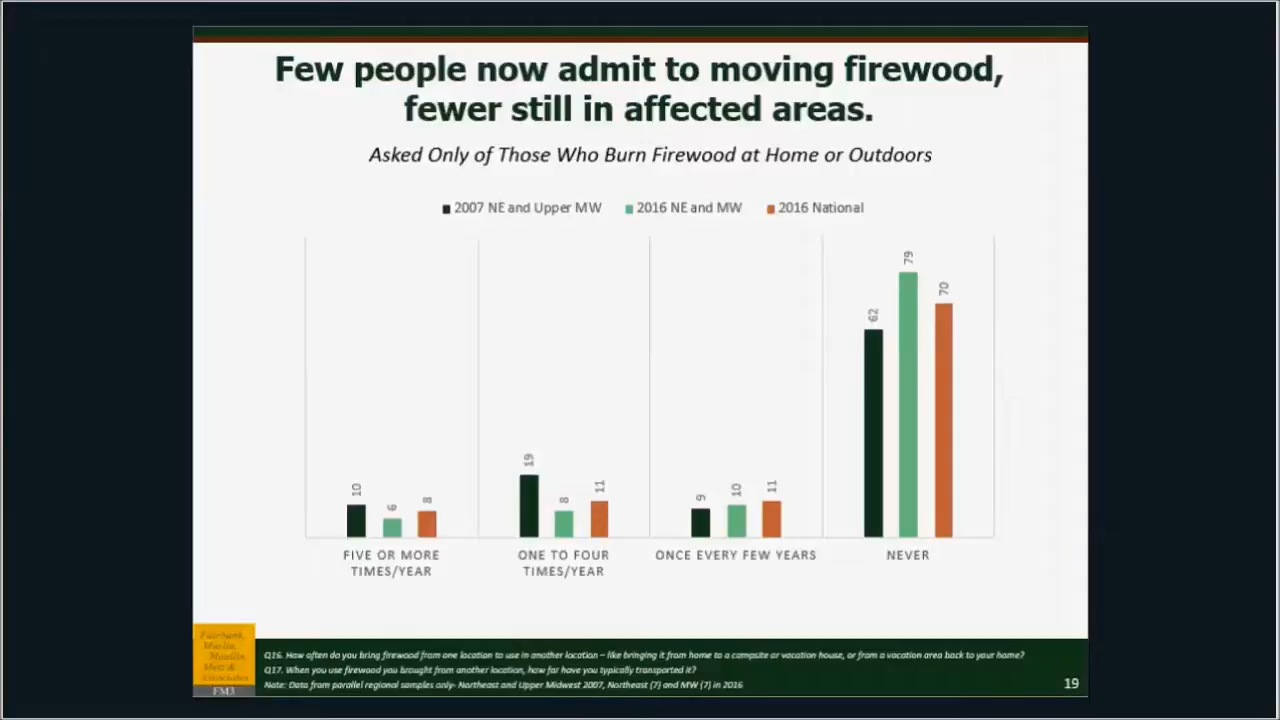 Few people now admit to moving firewood,
fewer still in affected areas.
Asked Only of Those Who Burn Firewood at Home or Outdoors
2007 NE and Upper MW 2016 NE and MW 2016 National
10 6 8
19 8 11
9 10 11
62 79 70
FIVE OR MORE
TIMES/YEAR
ONE TO FOUR
TIMES/YEAR
ONCE EVERY FEW YEARS
NEVER
Fairbank,
Maslin,
Maullin,
Metz &
Associates
FM3
Q16. How often do you bring firewood from one location to use in another location – like bringing it from home to a campsite or vacation house, or from a vacation area back to your home?
Q17. When you use firewood you brought from another location, how far have you typically transported it?
Note: Data from parallel regional samples only- Northeast and Upper Midwest 2007, Northeast (7) and MW (7) in 2016
19